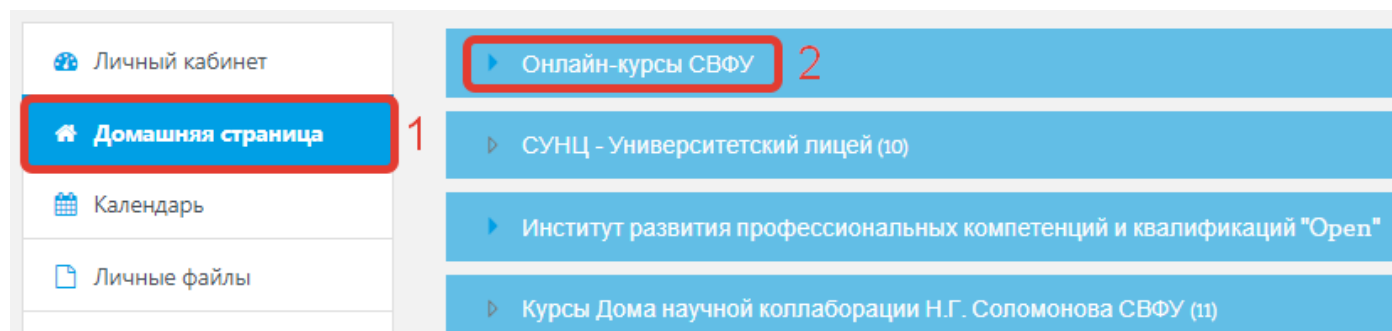 Личный кабинет
Домашняя страница 1
Календарь
Личные файлы
Онлайн-курсы СВФУ 2
СУНЦ - Университетский лицей (10)
Институт развития профессиональных компетенций и квалификаций "Open"
Курсы Дома научной коллаборации Н.Г. Соломонова СВФУ (11)